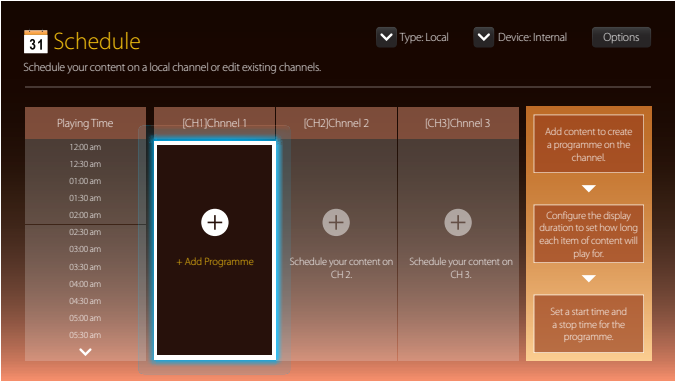 31 Schedule
Type: Local
Device: Internal
Options
Schedule your content on a local channel or edit existing channels.
Playing Time
[CH1]Chnnel 1
[CH2]Chnnel 2
[CH3]Chnnel 3
12:00 am
12:30 am
01:00 am
01:30 am
02:00 am
02:30 am
03:00 am
03:30 am
04:00 am
04:30 am
05:00 am
05:30 am
+ Add Programme
Schedule your content on
CH 2.
Schedule your content on
CH 3.
Add content to create
a programme on the
channel.
Configure the display
duration to set how long
each item of content will
play for.
Set a start time and
a stop time for the
programme.